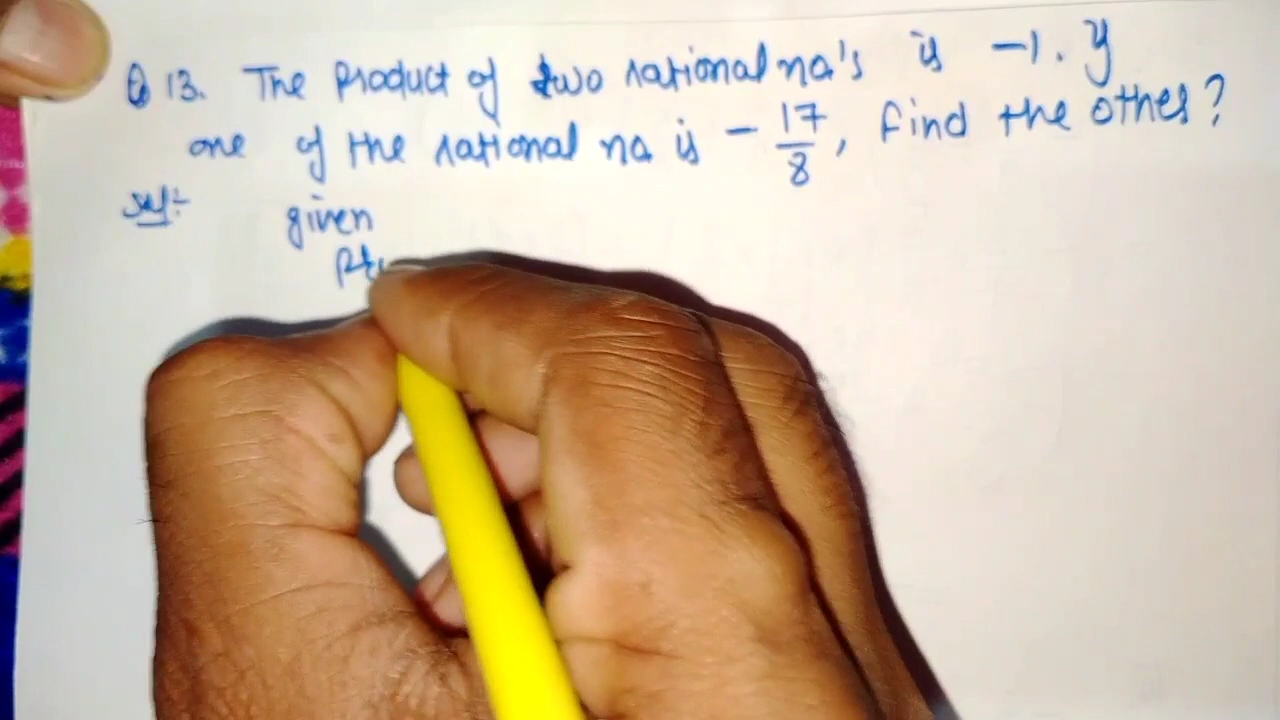 Q 13. The Product of two rational no's is -1. If
one of the rational no is - 17/8, find the other?
Sol:
given